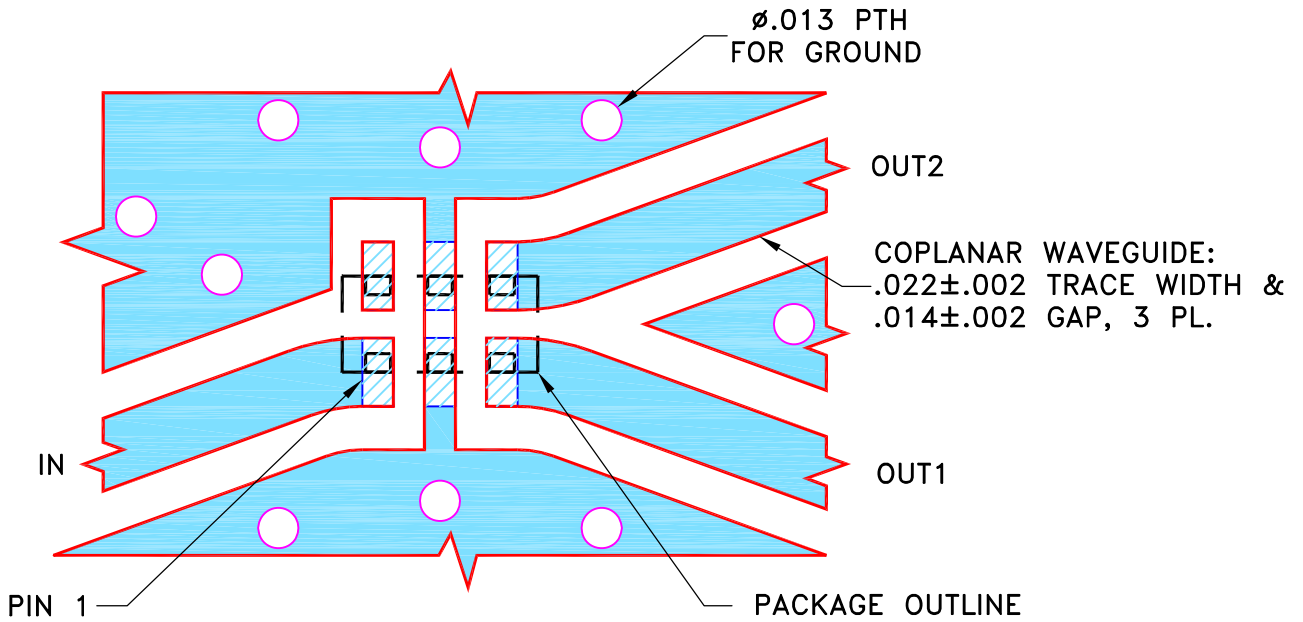 Ø.013 PTH
FOR GROUND
OUT2
COPLANAR WAVEGUIDE:
.022±.002 TRACE WIDTH &
.014±.002 GAP, 3 PL.
IN
OUT1
PIN 1
PACKAGE OUTLINE